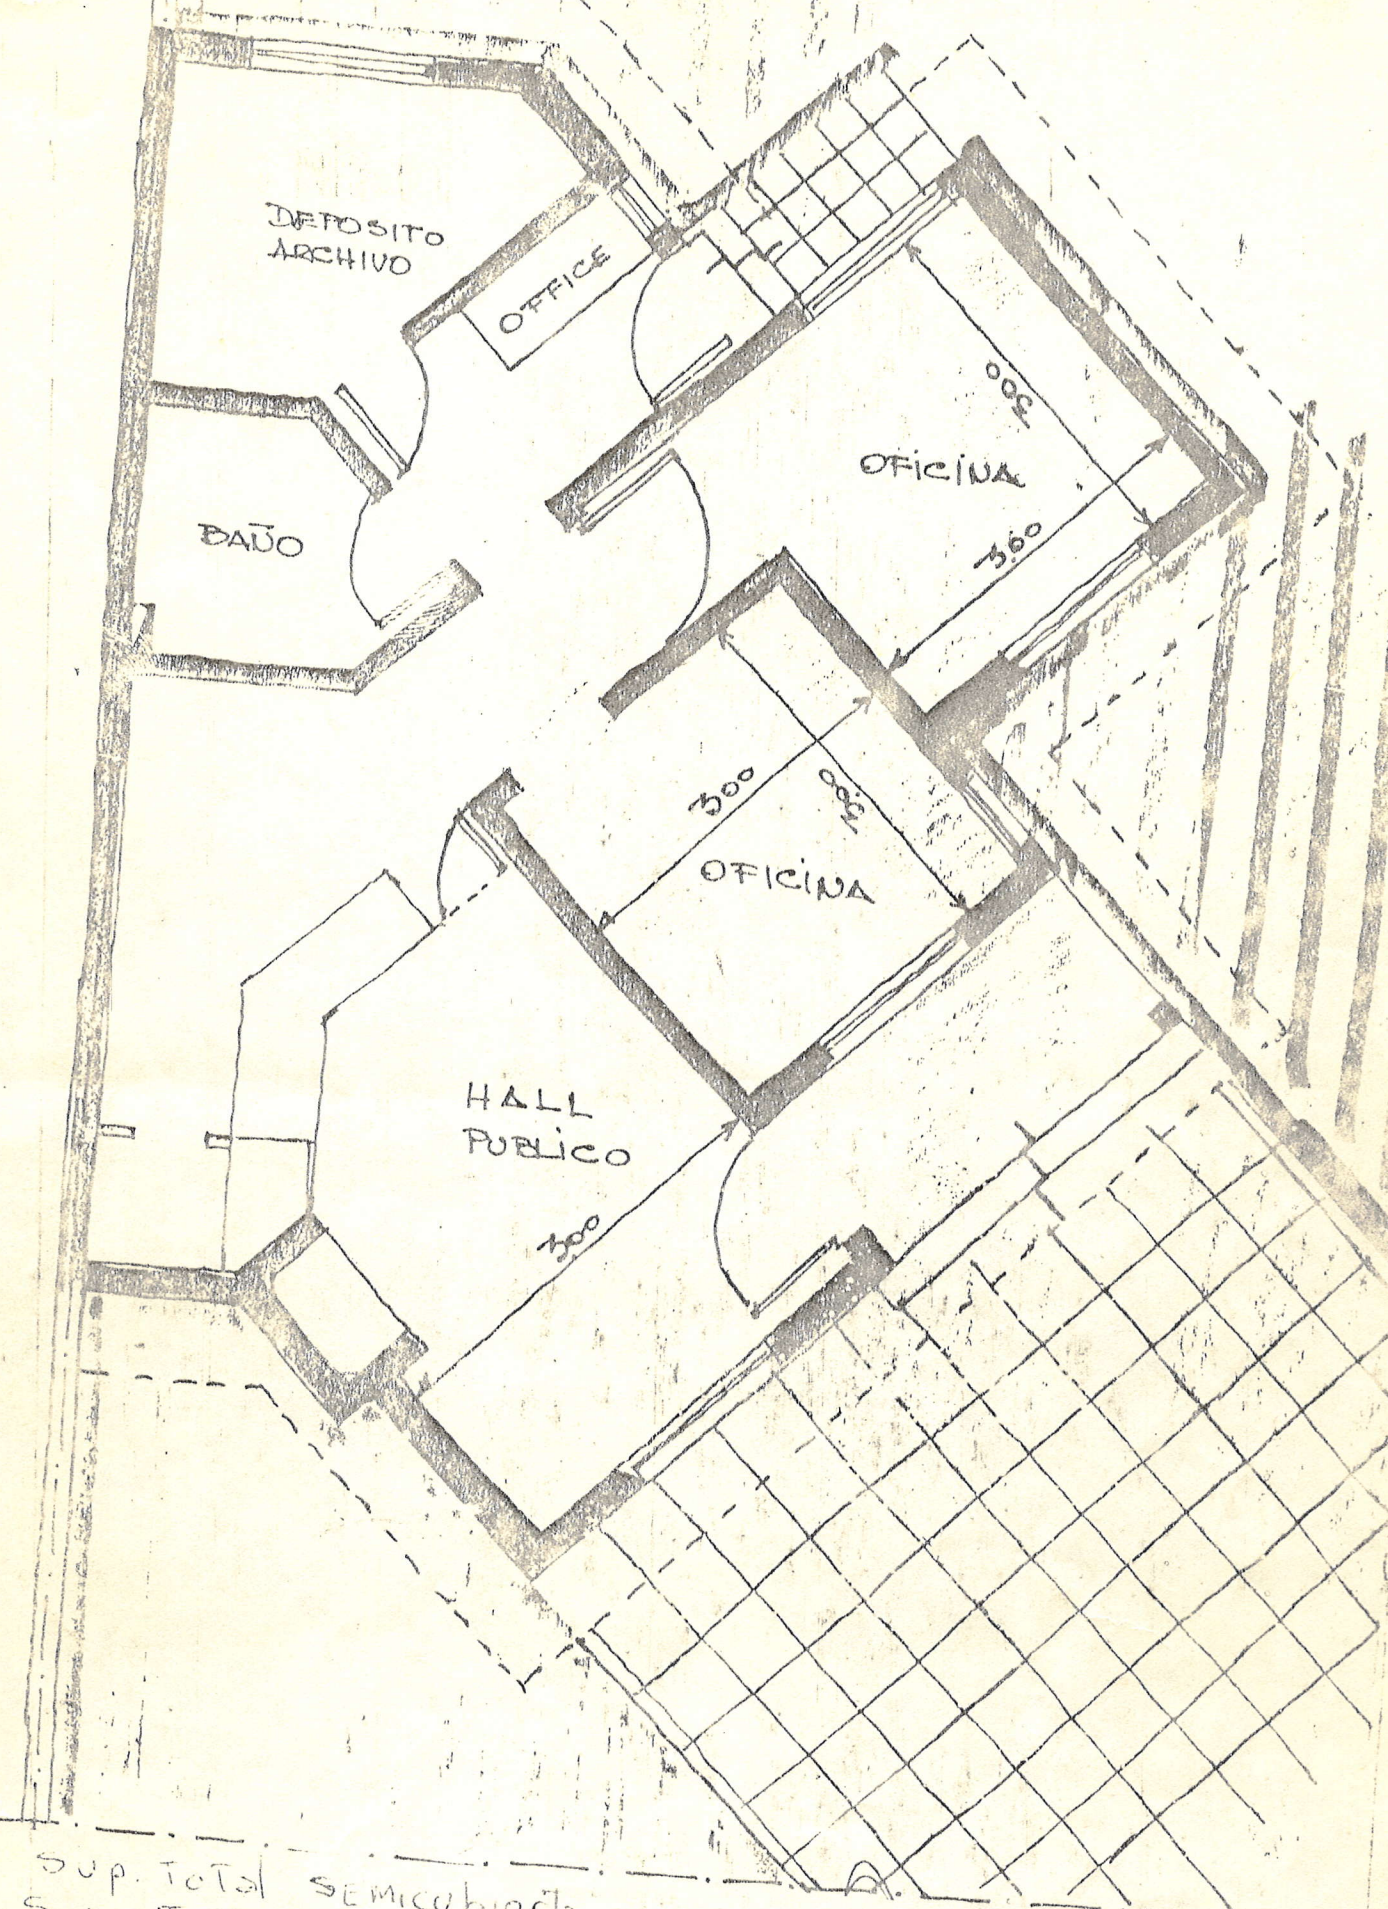 DEPOSITO
ARCHIVO
OFFICE
300
OFICINA
360
BAÑO
300
300
OFICINA
HALL
PUBLICO
300
Sup. Total SEMICUbierta